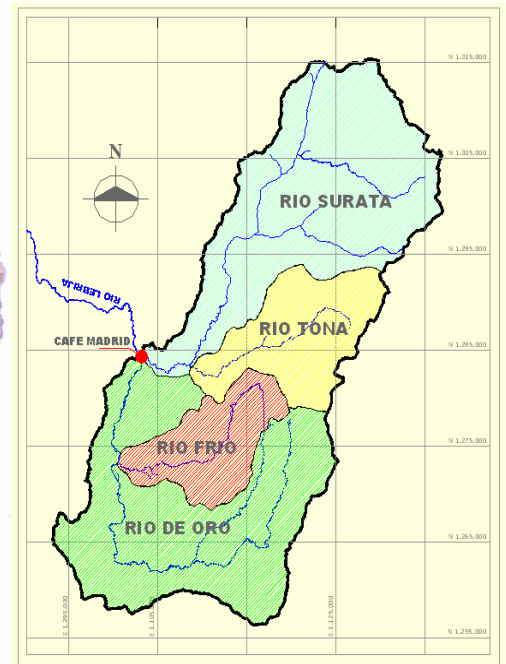 N 1.315.000
N
N 1.305.000
RIO SURATA
N 1.295.000
RIO LEBRIJA
RIO TONA
CAFE MADRID
N 1.285.000
N 1.275.000
RIO FRIO
RIO DE ORO
N 1.265.000
E 1.295.000
E 1.105.000
E 1.125.000
N 1.255.000